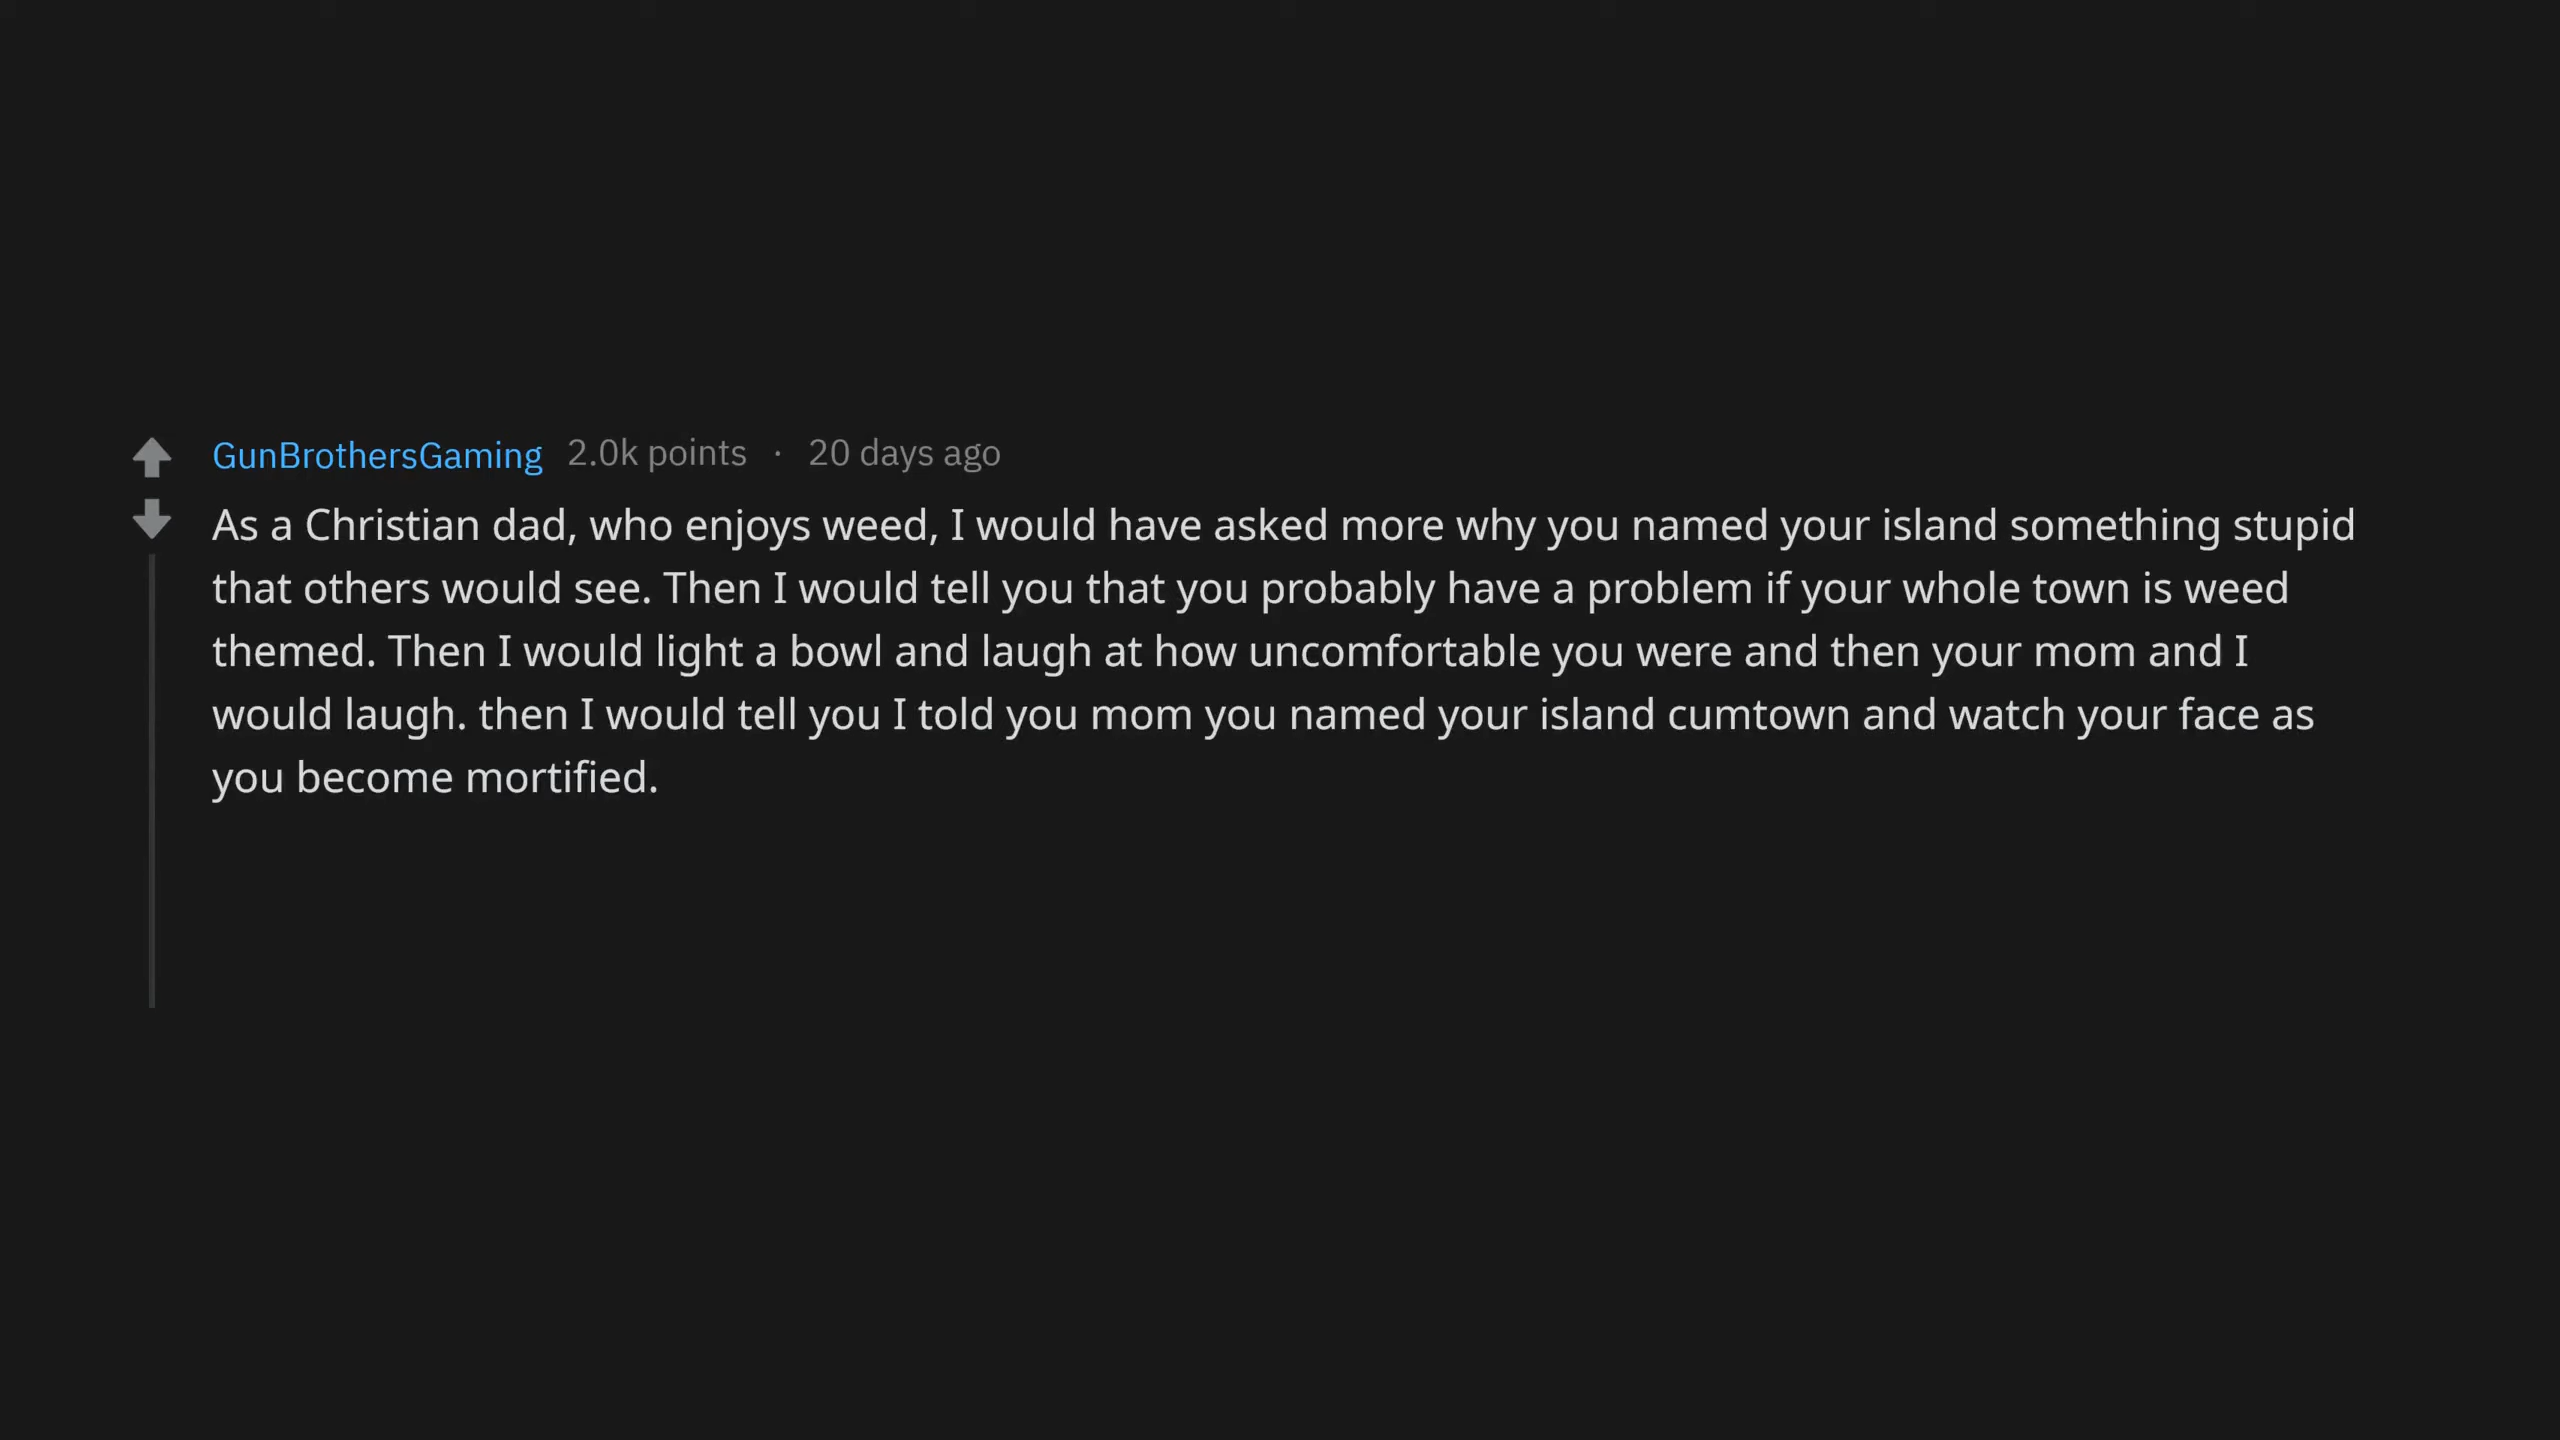 GunBrothersGaming 2.0k points · 20 days ago
As a Christian dad, who enjoys weed, I would have asked more why you named your island something stupid
that others would see. Then I would tell you that you probably have a problem if your whole town is weed
themed. Then I would light a bowl and laugh at how uncomfortable you were and then your mom and I
would laugh. then I would tell you I told you mom you named your island cumtown and watch your face as
you become mortified.